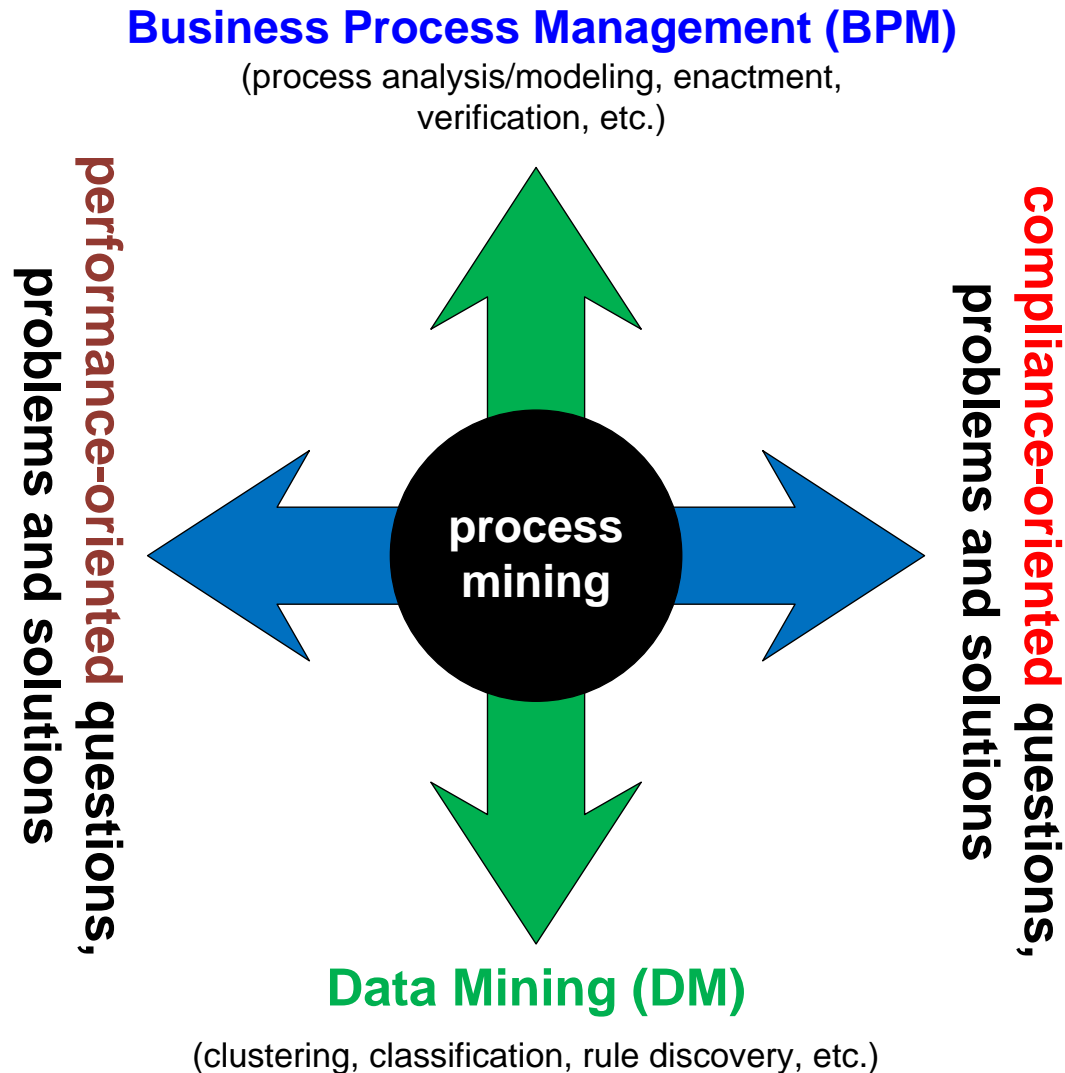 Business Process Management (BPM)
(process analysis/modeling, enactment,
verification, etc.)
performance-oriented questions,
problems and solutions
process
mining
compliance-oriented questions,
problems and solutions
Data Mining (DM)
(clustering, classification, rule discovery, etc.)